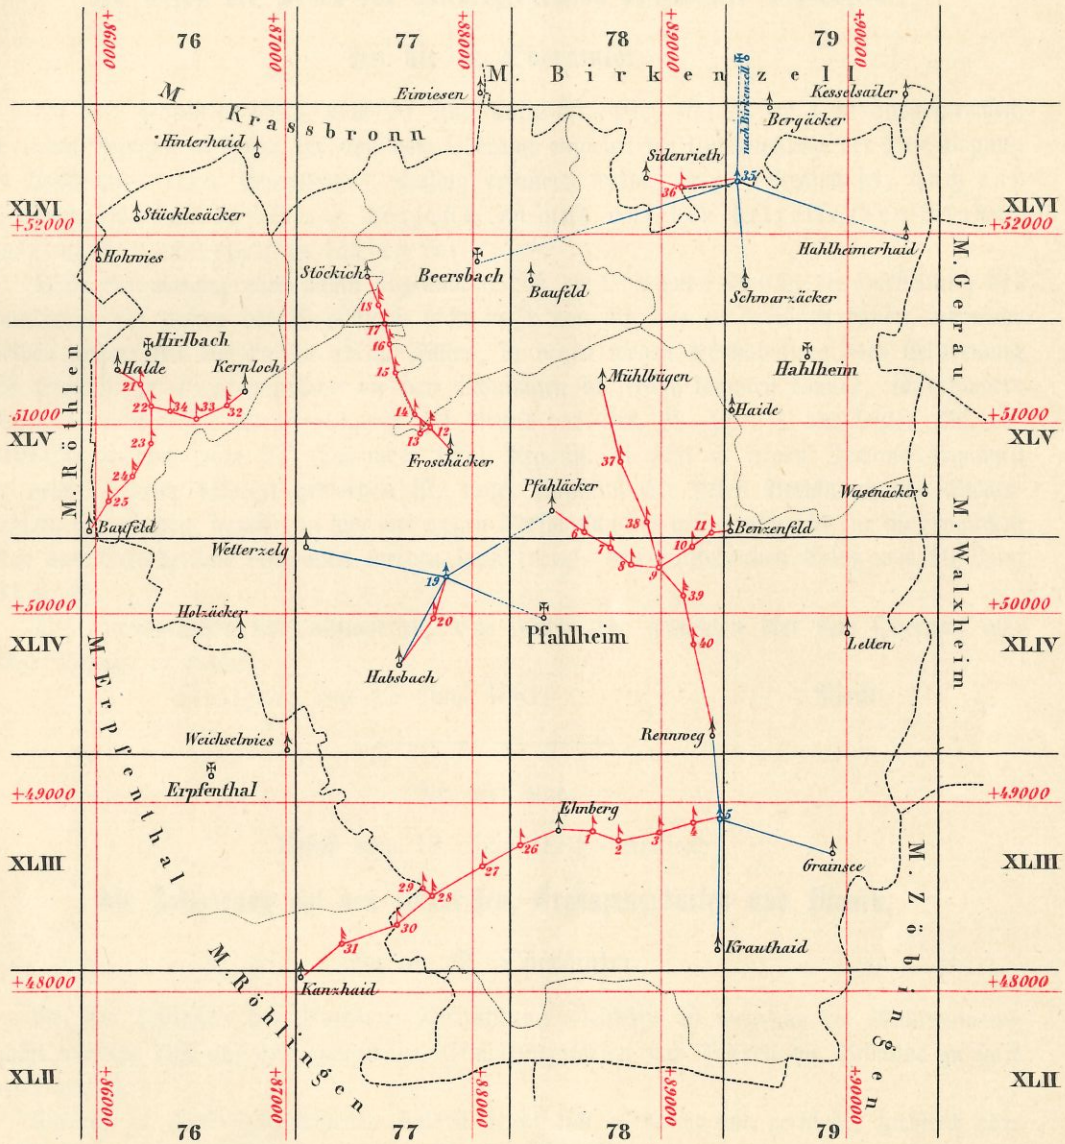 76 77 78 79
+86000 +87000 +88000 +89000 +90000
M. Birkenzell
M. Krassbronn
Eiwiesen
Kesselsailer
nach Birkenzell
Bergäcker
Hinterhaid
Sidenrieth
36 35
XLVI XLVI
Stücklesäcker
+52000 +52000
Hohwies
Hahlheimerhaid
Stöckich
Beersbach
Baufeld
Schwarzäcker
M. Gerau
18
17
16
Hirlbach
Hahlheim
Halde
Kernloch
15
Mühlbügen
21
22 34 33 32
14
Haide
51000 +51000
M. Röthlen
XLV XLV
13 12
23
Froschäcker
24
37
25
Pfahläcker
Wasenäcker
Baufeld
38
6
11
Benzenfeld
Wetterzelg
7
10
M. Walxheim
8
9
19
39
50000 +50000
Holzäcker
20
Pfahlheim
XLIV XLIV
40
Letten
Habsbach
M. Erpfenthal
Weichselwies
Rennweg
Erpfenthal
+49000 +49000
Ehnberg
5
1 2 3 4
26
XLIII XLIII
27
Grainsee
29
28
M. Zöbingen
30
31
Krauthaid
M. Röhlingen
Kanzhaid
+48000 +48000
XLII XLII
+86000 +87000 +88000 +89000 +90000
76 77 78 79